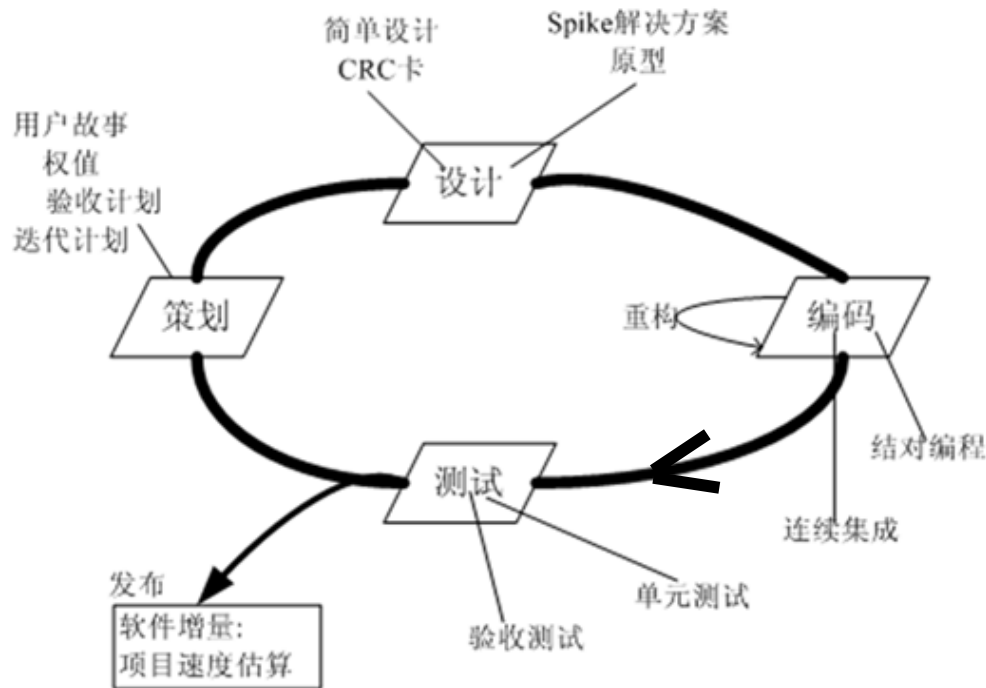 简单设计
CRC卡
Spike解决方案
原型
用户故事
权值
验收计划
迭代计划
设计
策划
重构
编码
结对编程
测试
连续集成
发布
单元测试
软件增量:
项目速度估算
验收测试